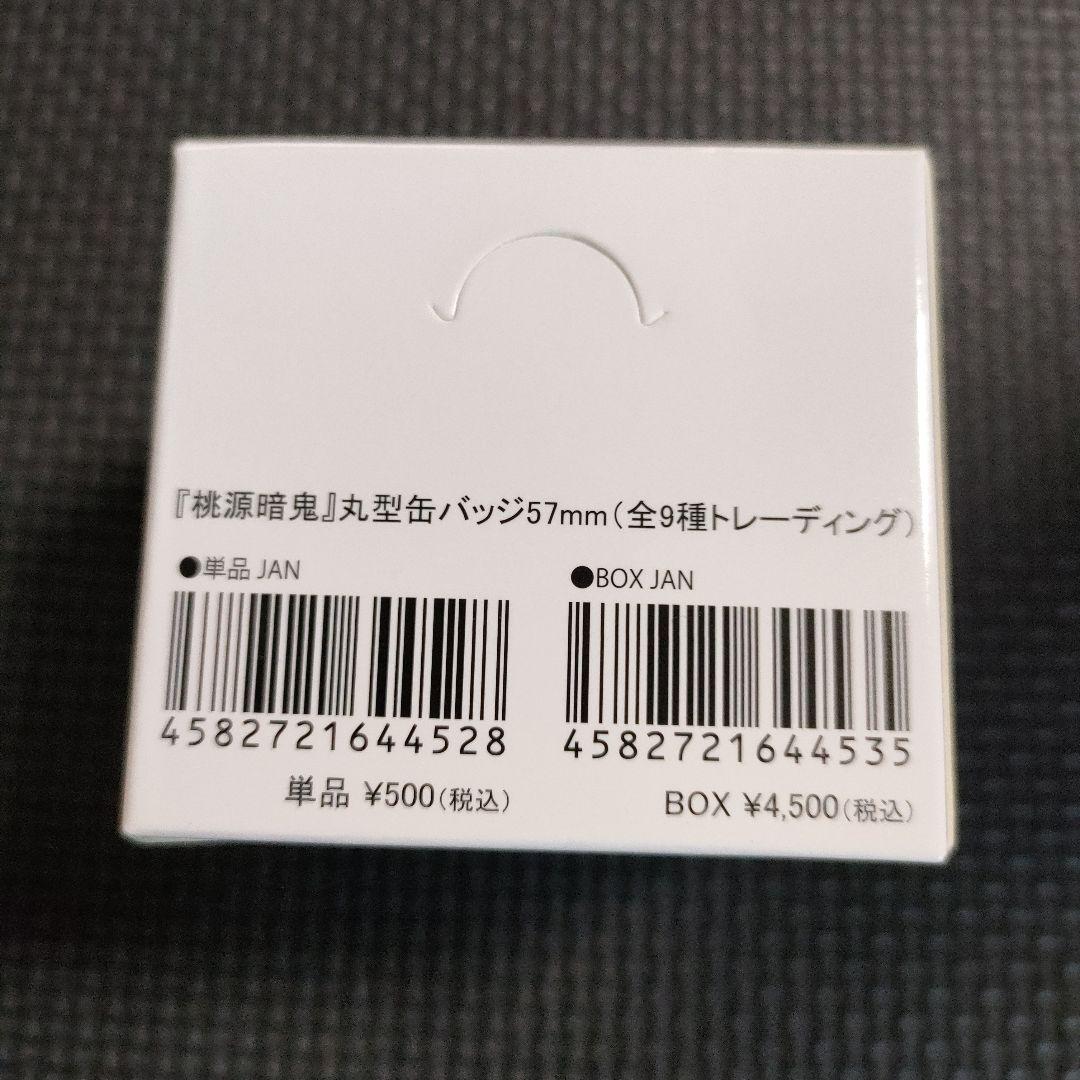 『桃源暗鬼』丸型缶バッジ57mm（全9種トレーディング）
●単品 JAN
4582721644528
単品 ¥500(税込)
●BOX JAN
4582721644535
BOX ¥4,500(税込)